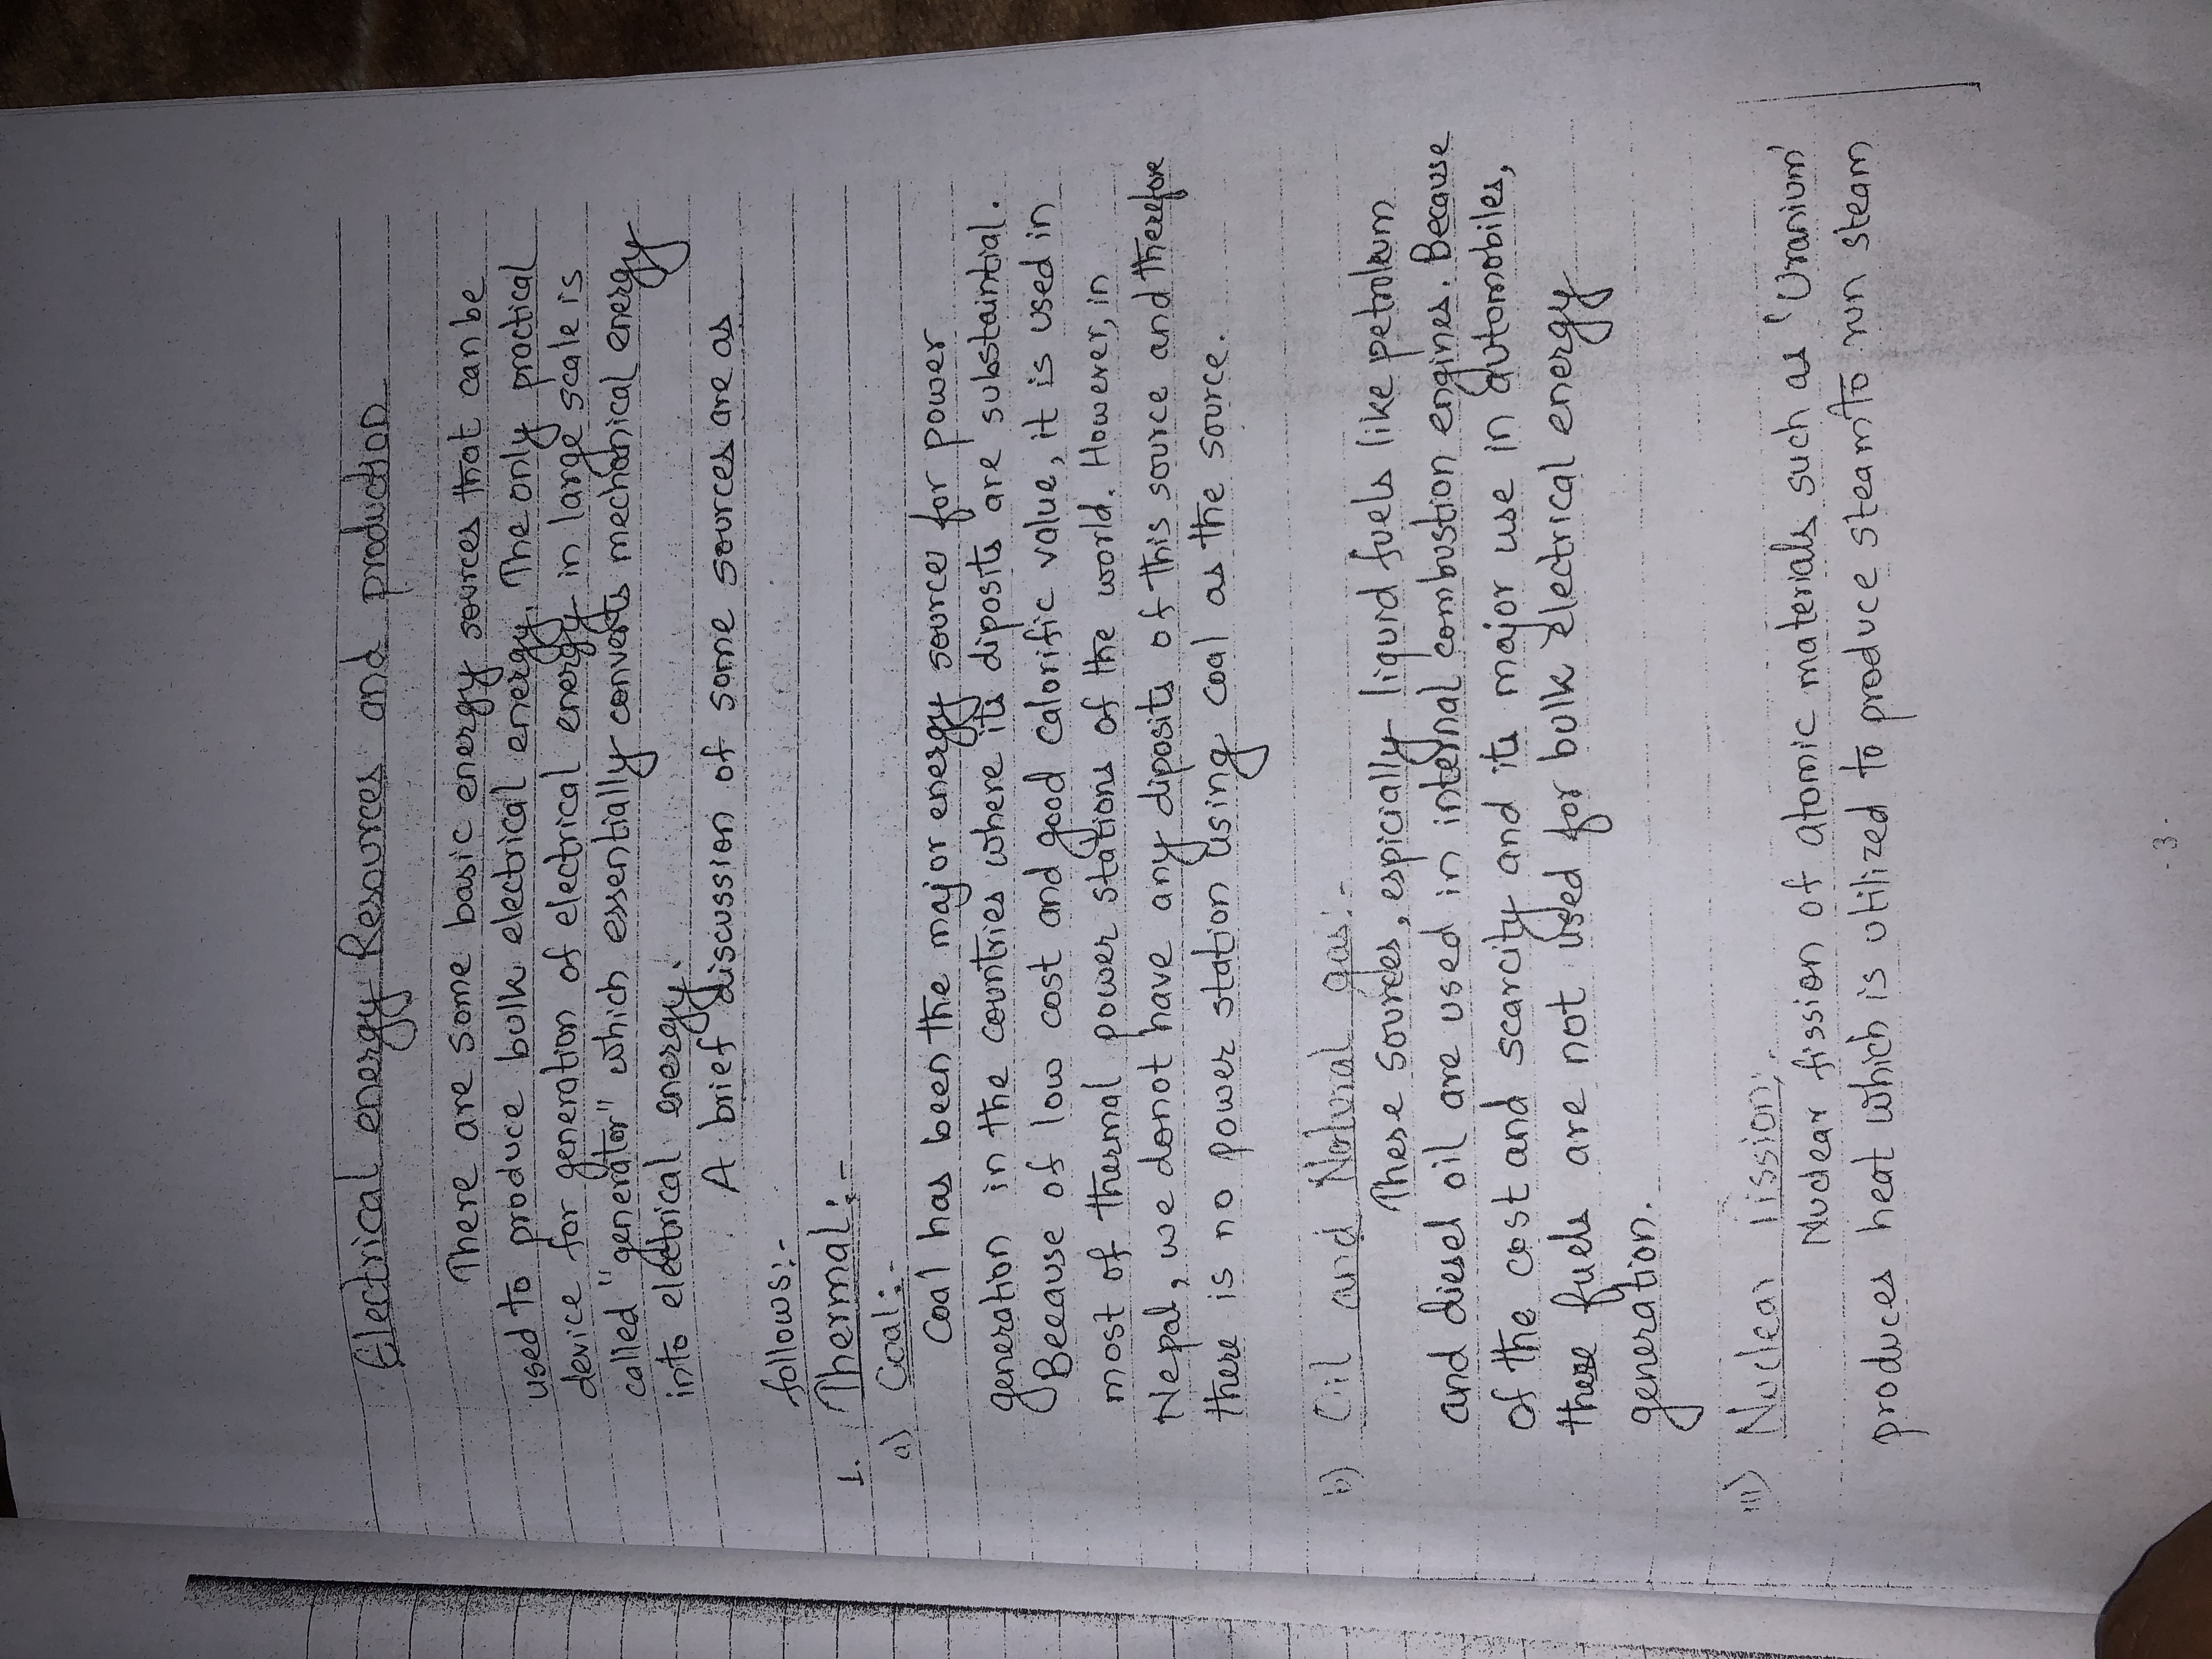 Electrical energy Resources and production
There are some basic energy sources that can be
used to produce bulk electrical energy. The only practical
device for generation of electrical energy in large scale is
called "generator" which essentially converts mechanical energy
into electrical energy.
A brief discussion of some sources are as
follows:-
1. Thermal:-
a) Coal:-
Coal has been the major energy source for power
generation in the countries where its diposits are substaintial.
Because of low cost and good calorific value, it is used in
most of thermal power stations of the world. However, in
Nepal, we donot have any diposits of this source and therefore
there is no power station using coal as the source.
b) Oil and Natural gas:-
These sources, espicially liquid fuels like petroleum
and diesel oil are used in internal combustion engines. Because
of the cost and scarcity and its major use in automobiles,
these fuels are not used for bulk electrical energy
generation.
iii) Nuclear fission:-
Nuclear fission of atomic materials such as 'Uranium'
produces heat which is utilized to produce steam to run steam
- 3 -